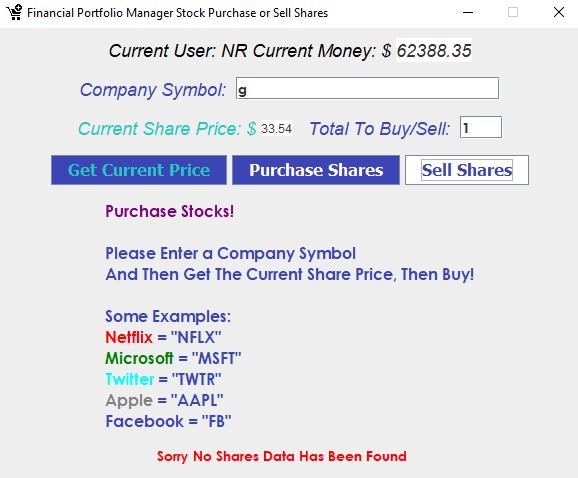 Financial Portfolio Manager Stock Purchase or Sell Shares
Current User: NR Current Money: $ 62388.35
Company Symbol: g
Current Share Price: $ 33.54 Total To Buy/Sell: 1
Get Current Price Purchase Shares Sell Shares
Purchase Stocks!
Please Enter a Company Symbol
And Then Get The Current Share Price, Then Buy!
Some Examples:
Netflix = "NFLX"
Microsoft = "MSFT"
Twitter = "TWTR"
Apple = "AAPL"
Facebook = "FB"
Sorry No Shares Data Has Been Found